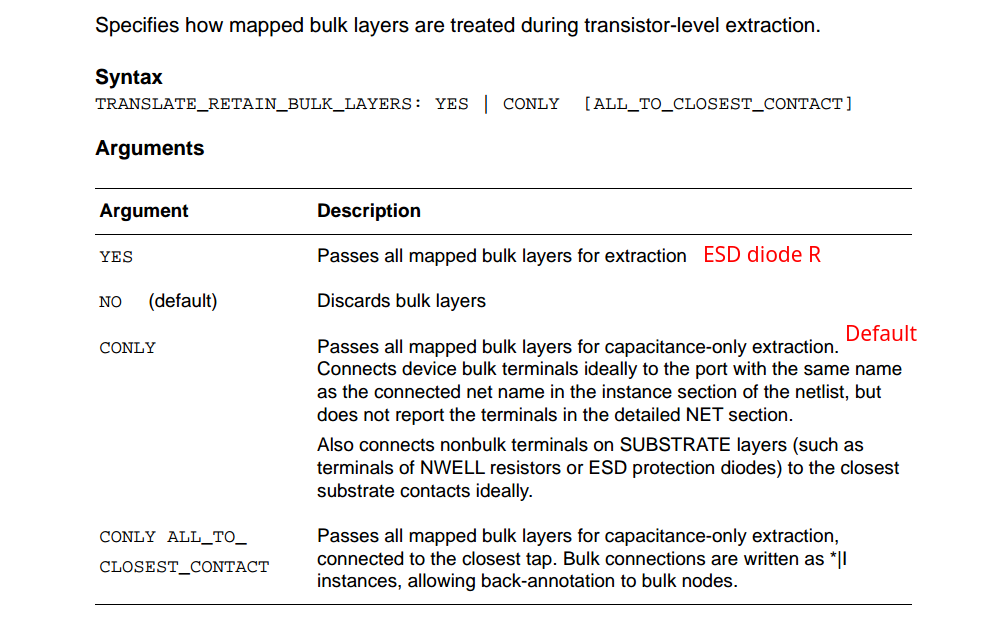 Specifies how mapped bulk layers are treated during transistor-level extraction.
Syntax
TRANSLATE_RETAIN_BULK_LAYERS: YES | CONLY [ALL_TO_CLOSEST_CONTACT]
Arguments
Argument Description
YES Passes all mapped bulk layers for extraction ESD diode R
NO (default) Discards bulk layers
Default
CONLY Passes all mapped bulk layers for capacitance-only extraction.
Connects device bulk terminals ideally to the port with the same name
as the connected net name in the instance section of the netlist, but
does not report the terminals in the detailed NET section.
Also connects nonbulk terminals on SUBSTRATE layers (such as
terminals of NWELL resistors or ESD protection diodes) to the closest
substrate contacts ideally.
CONLY ALL_TO_ Passes all mapped bulk layers for capacitance-only extraction,
CLOSEST_CONTACT connected to the closest tap. Bulk connections are written as *|I
instances, allowing back-annotation to bulk nodes.